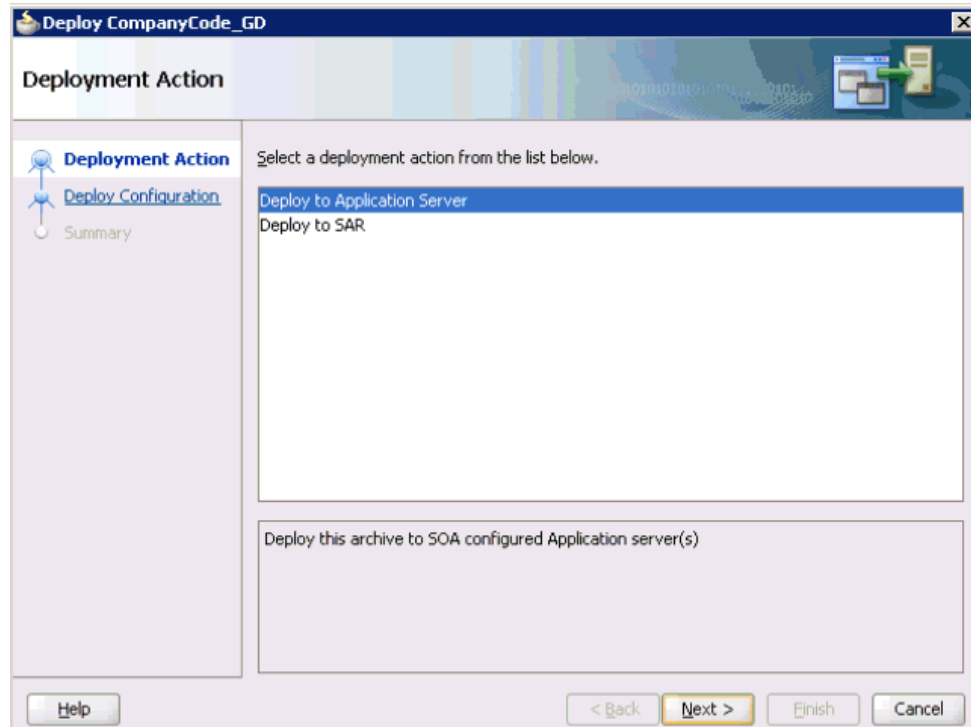 Deploy CompanyCode_GD
Deployment Action
Deployment Action
Deploy Configuration
Summary
Select a deployment action from the list below.
Deploy to Application Server
Deploy to SAR
Deploy this archive to SOA configured Application server(s)
Help
< Back
Next >
Finish
Cancel